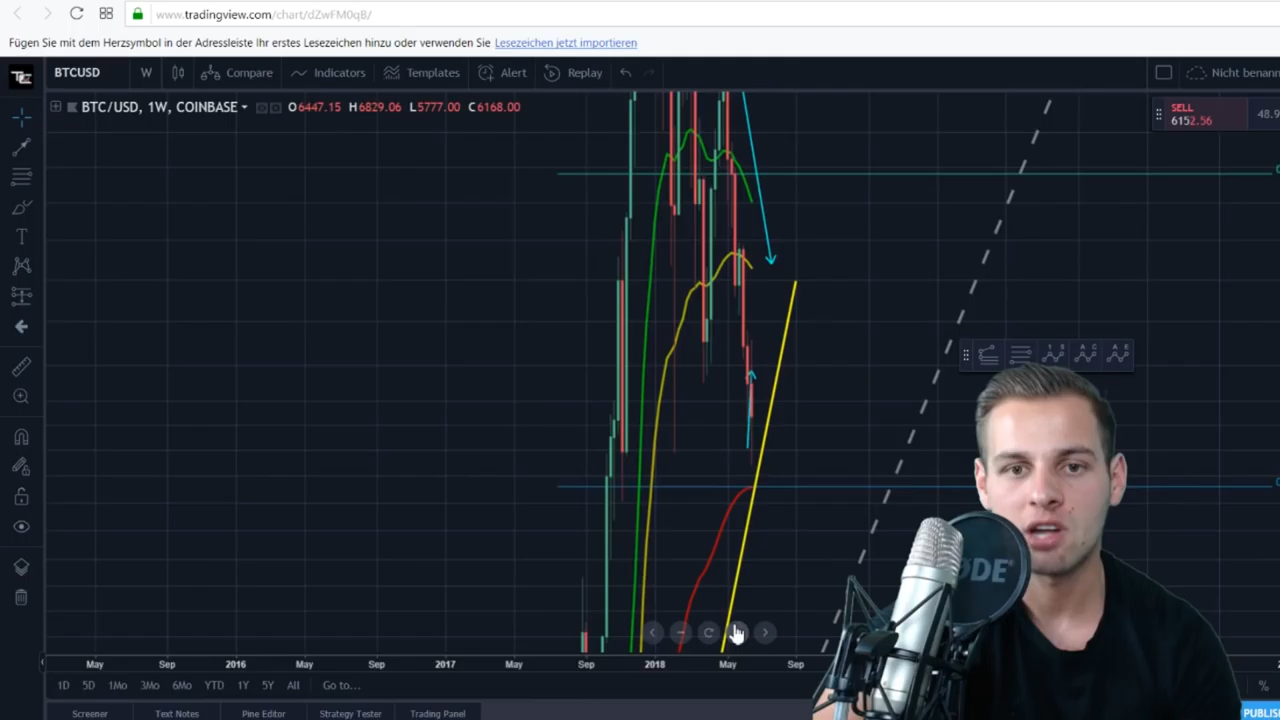 www.tradingview.com/chart/dZwFM0qB/
Fügen Sie mit dem Herzsymbol in der Adressleiste Ihr erstes Lesezeichen hinzu oder verwenden Sie Lesezeichen jetzt importieren
BTCUSD W Compare Indicators Templates Alert Replay Nicht benann
BTC/USD, 1W, COINBASE O6447.15 H6829.06 L5777.00 C6168.00
SELL
6152.56 48.9
T
RØDE
May Sep 2016 May Sep 2017 May Sep 2018 May Sep
1D 5D 1Mo 3Mo 6Mo YTD 1Y 5Y All Go to... %
Screener Text Notes Pine Editor Strategy Tester Trading Panel PUBLIS